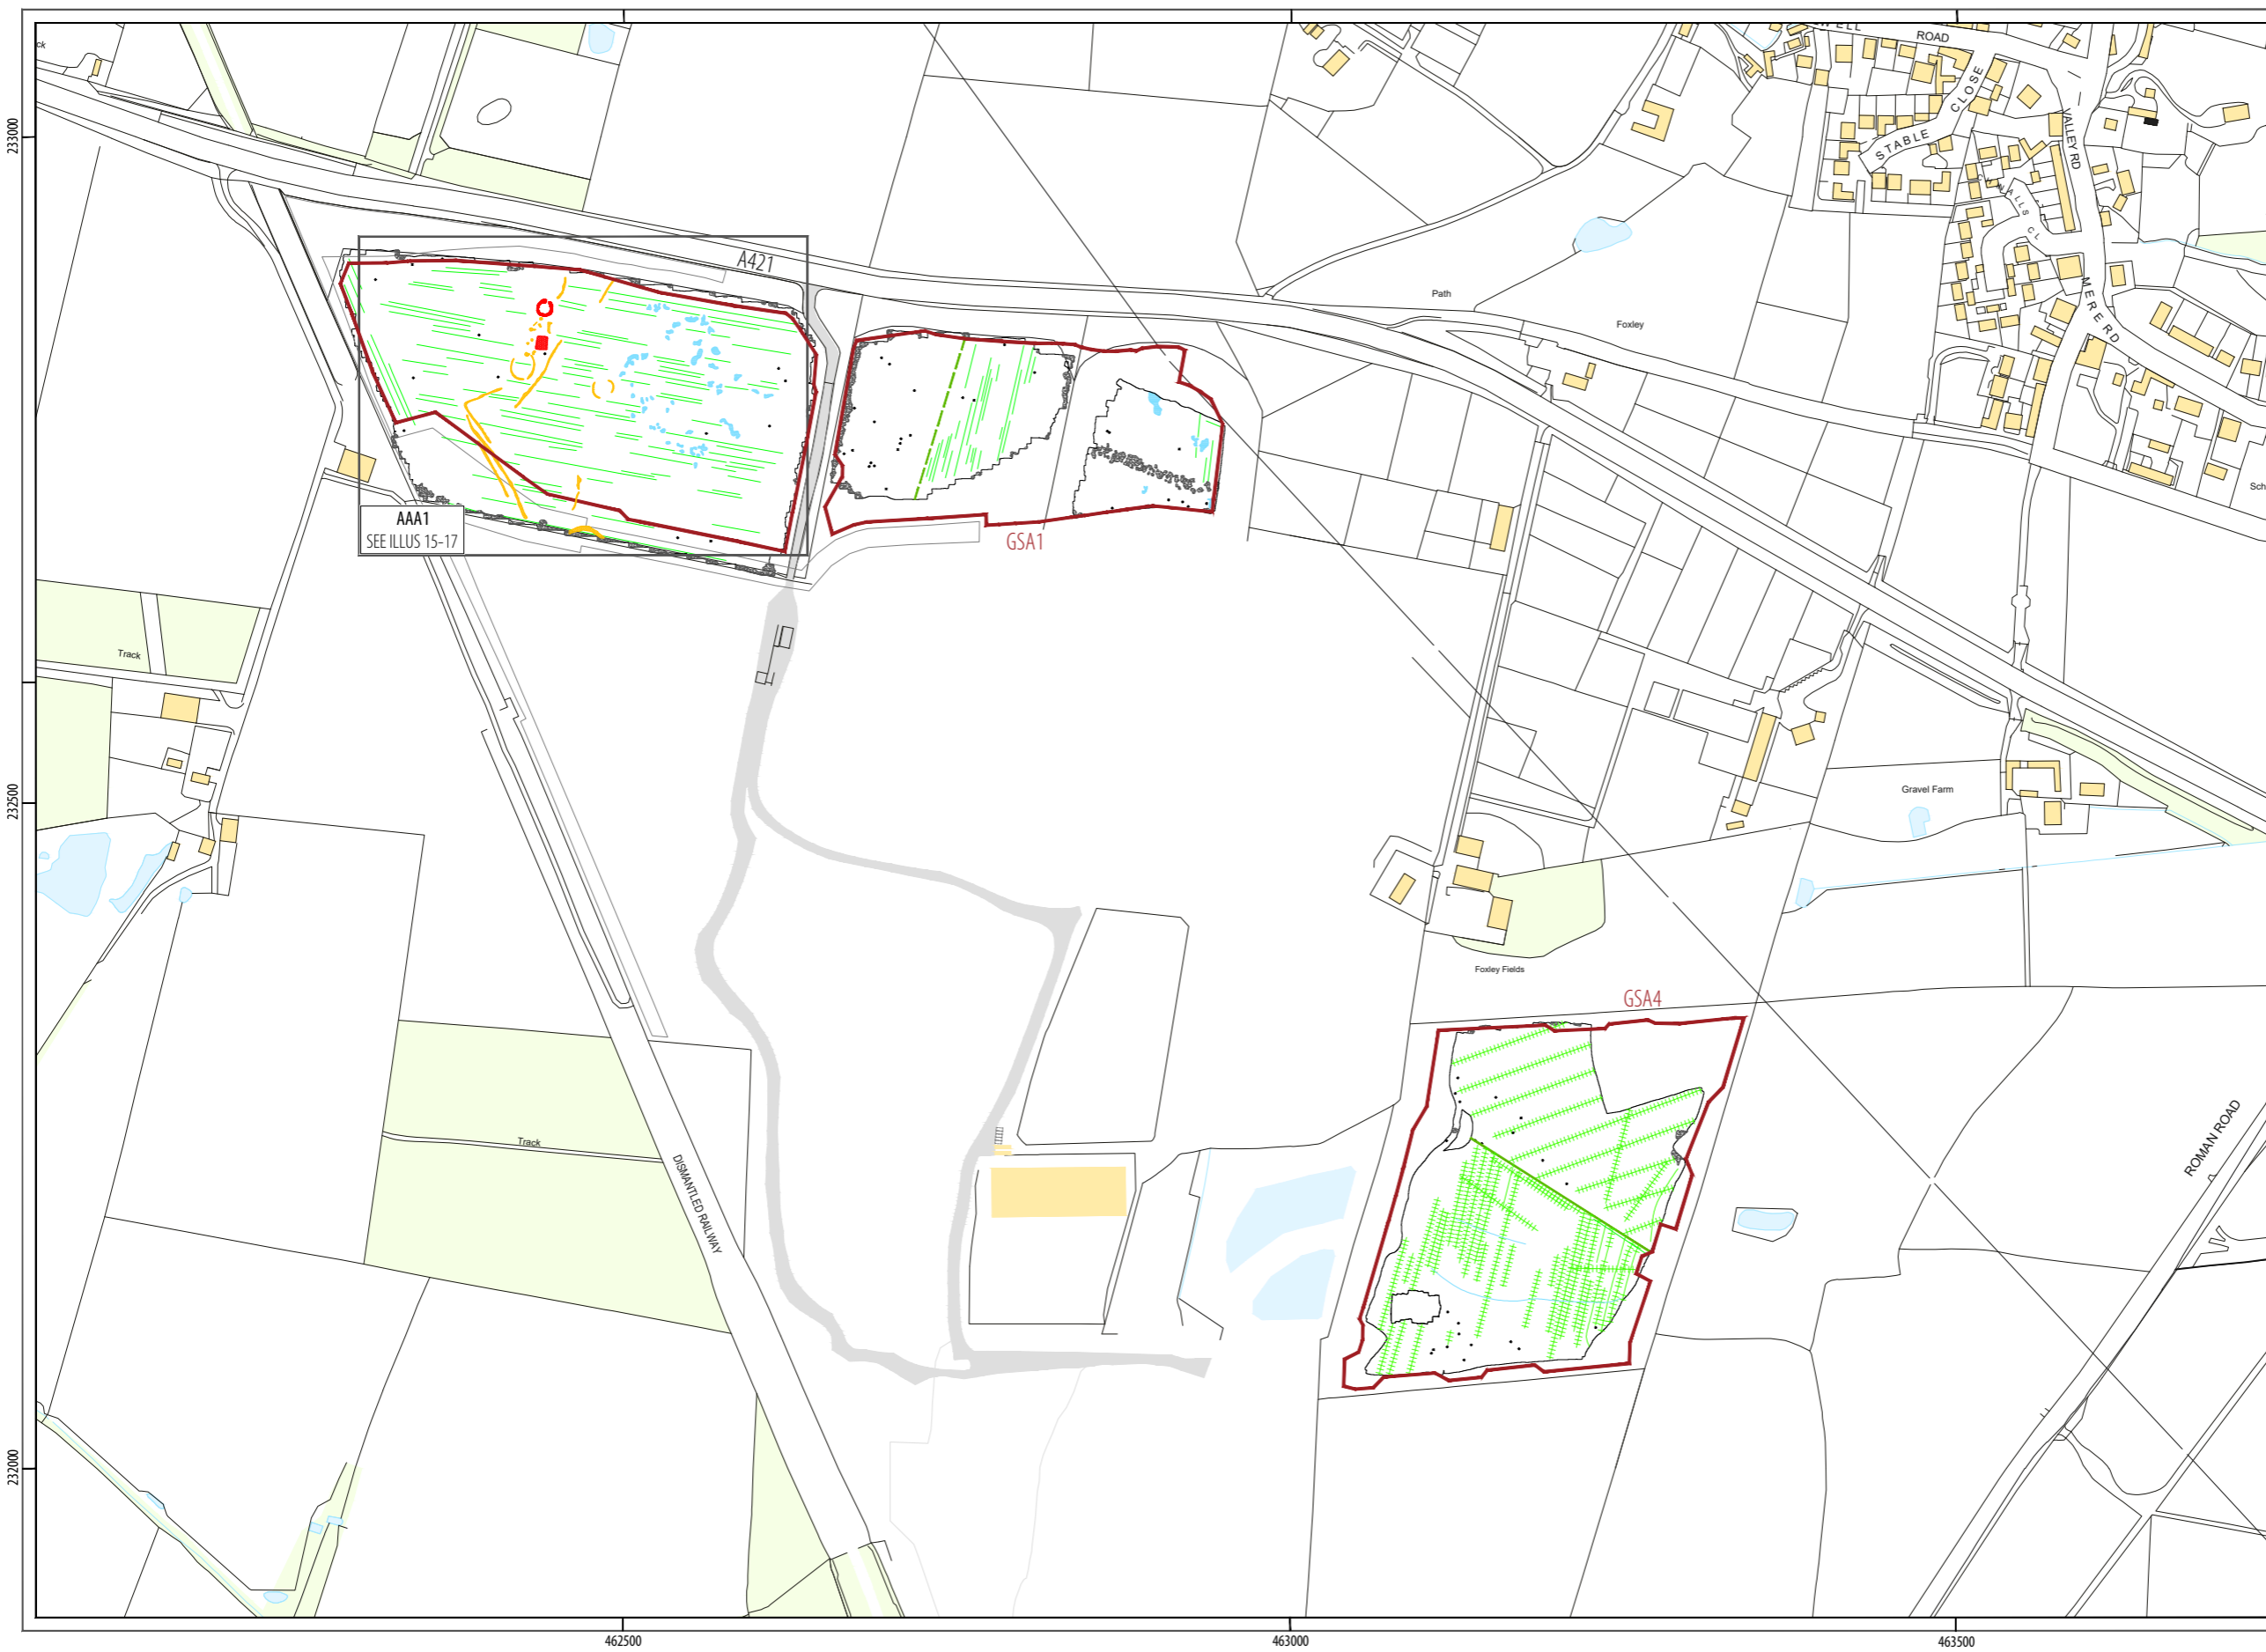 ck
ROAD
STABLE CLOSE
VALLEY RD
233000
A421
MERE RD
Path
Foxley
AAA1
SEE ILLUS 15-17
GSA1
Track
Gravel Farm
232500
Foxley Fields
GSA4
Track
DISMANTLED RAILWAY
ROMAN ROAD
232000
462500
463000
463500